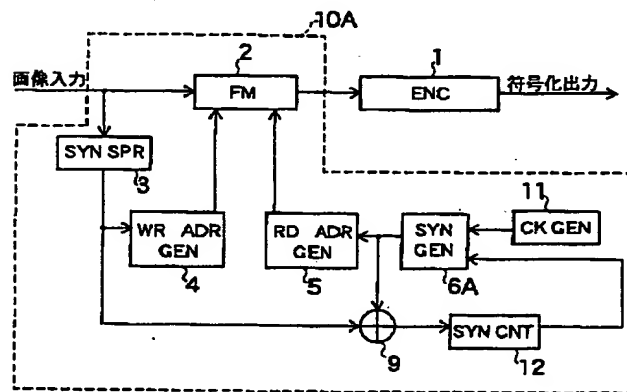 10A
画像入力
2
FM
1
ENC
符号化出力
SYN SPR
3
WR ADR
GEN
4
RD ADR
GEN
5
SYN
GEN
6A
11
CK GEN
9
SYN CNT
12